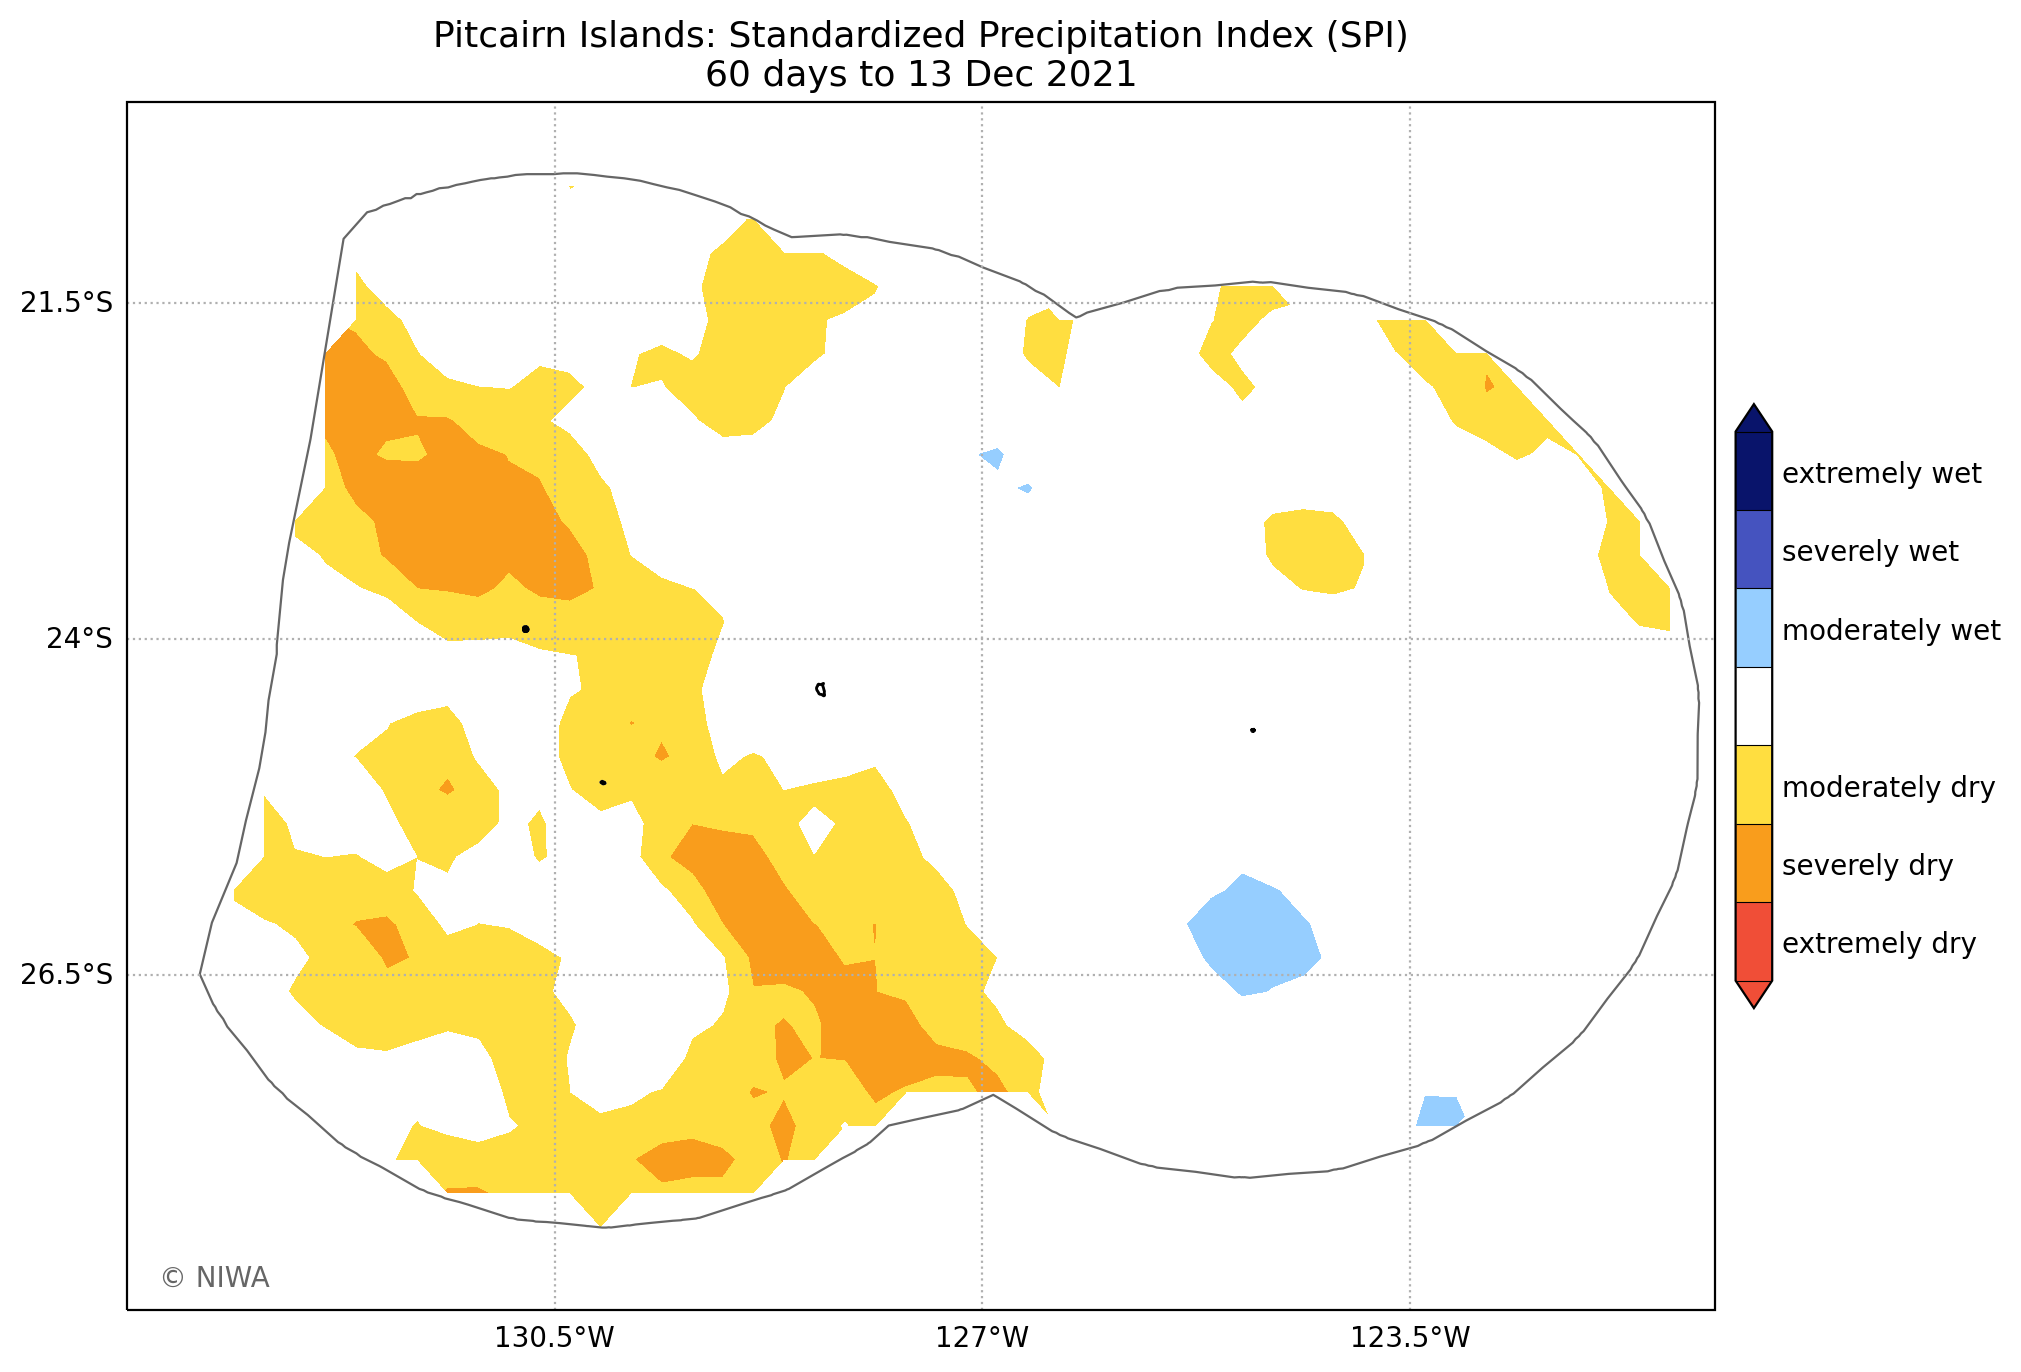 Pitcairn Islands: Standardized Precipitation Index (SPI)
60 days to 13 Dec 2021
21.5°S
24°S
26.5°S
130.5°W
127°W
123.5°W
extremely wet
severely wet
moderately wet
moderately dry
severely dry
extremely dry
© NIWA